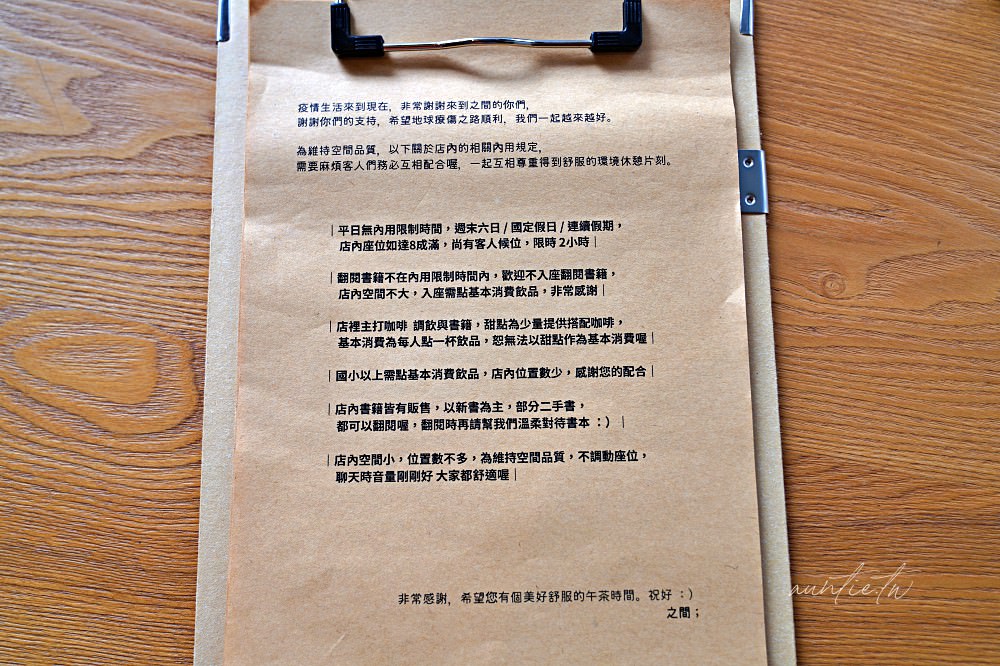 疫情生活來到現在, 非常謝謝來到之間的你們,
謝謝你們的支持, 希望地球療傷之路順利, 我們一起越來越好。
為維持空間品質, 以下關於店內的相關內用規定,
需要麻煩客人們務必互相配合喔, 一起互相尊重得到舒服的環境休憩片刻。
|平日無內用限制時間，週末六日 / 國定假日 / 連續假期，
店內座位如達8成滿，尚有客人候位，限時 2小時|
|翻閱書籍不在內用限制時間內，歡迎不入座翻閱書籍，
店內空間不大，入座需點基本消費飲品，非常感謝|
|店裡主打咖啡 調飲與書籍，甜點為少量提供搭配咖啡，
基本消費為每人點一杯飲品，恕無法以甜點作為基本消費喔|
|國小以上需點基本消費飲品，店內位置數少，感謝您的配合|
|店內書籍皆有販售，以新書為主，部分二手書，
都可以翻閱喔，翻閱時再請幫我們溫柔對待書本 :）|
|店內空間小，位置數不多，為維持空間品質，不調動座位，
聊天時音量剛剛好 大家都舒適喔|
非常感謝, 希望您有個美好舒服的午茶時間。祝好 :)
之間；
auntie.tw